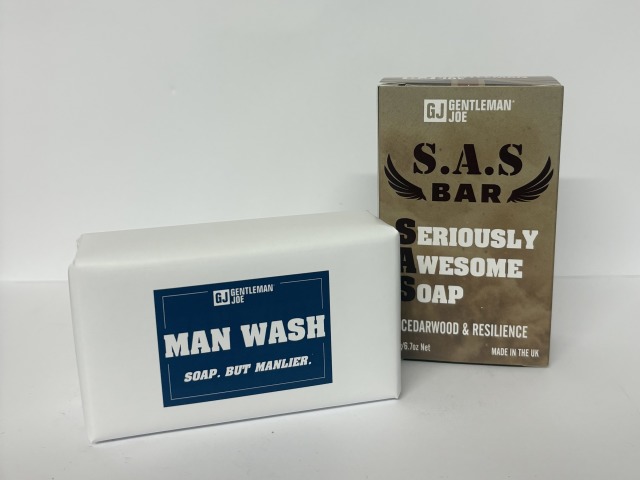 GJ GENTLEMAN®
JOE
S.A.S
BAR
SERIOUSLY
AWESOME
SOAP
CEDARWOOD & RESILIENCE
/6.7oz Net
MADE IN THE UK
GJ GENTLEMAN®
JOE
MAN WASH
SOAP. BUT MANLIER.